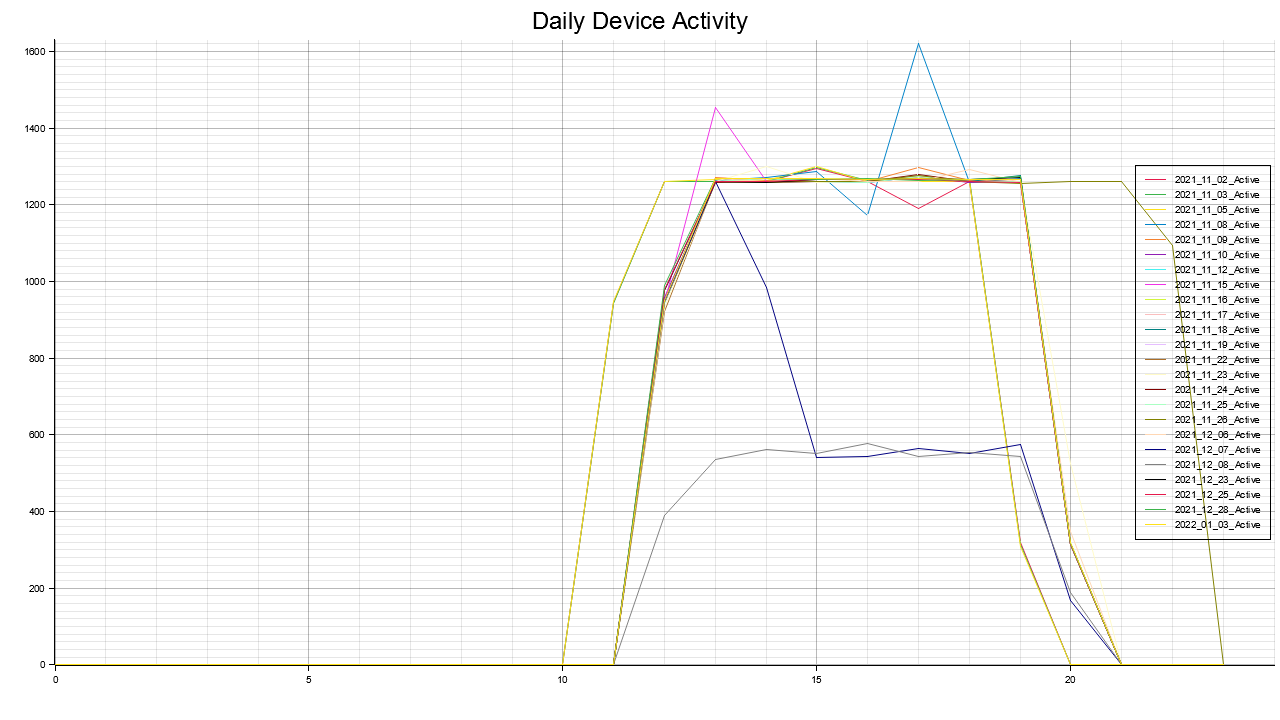 Daily Device Activity
1600
1400
1200
1000
800
600
400
200
0
0
5
10
15
20
2021_11_02_Active
2021_11_03_Active
2021_11_05_Active
2021_11_08_Active
2021_11_09_Active
2021_11_10_Active
2021_11_12_Active
2021_11_15_Active
2021_11_16_Active
2021_11_17_Active
2021_11_18_Active
2021_11_19_Active
2021_11_22_Active
2021_11_23_Active
2021_11_24_Active
2021_11_25_Active
2021_11_26_Active
2021_12_06_Active
2021_12_07_Active
2021_12_08_Active
2021_12_23_Active
2021_12_25_Active
2021_12_28_Active
2022_01_03_Active